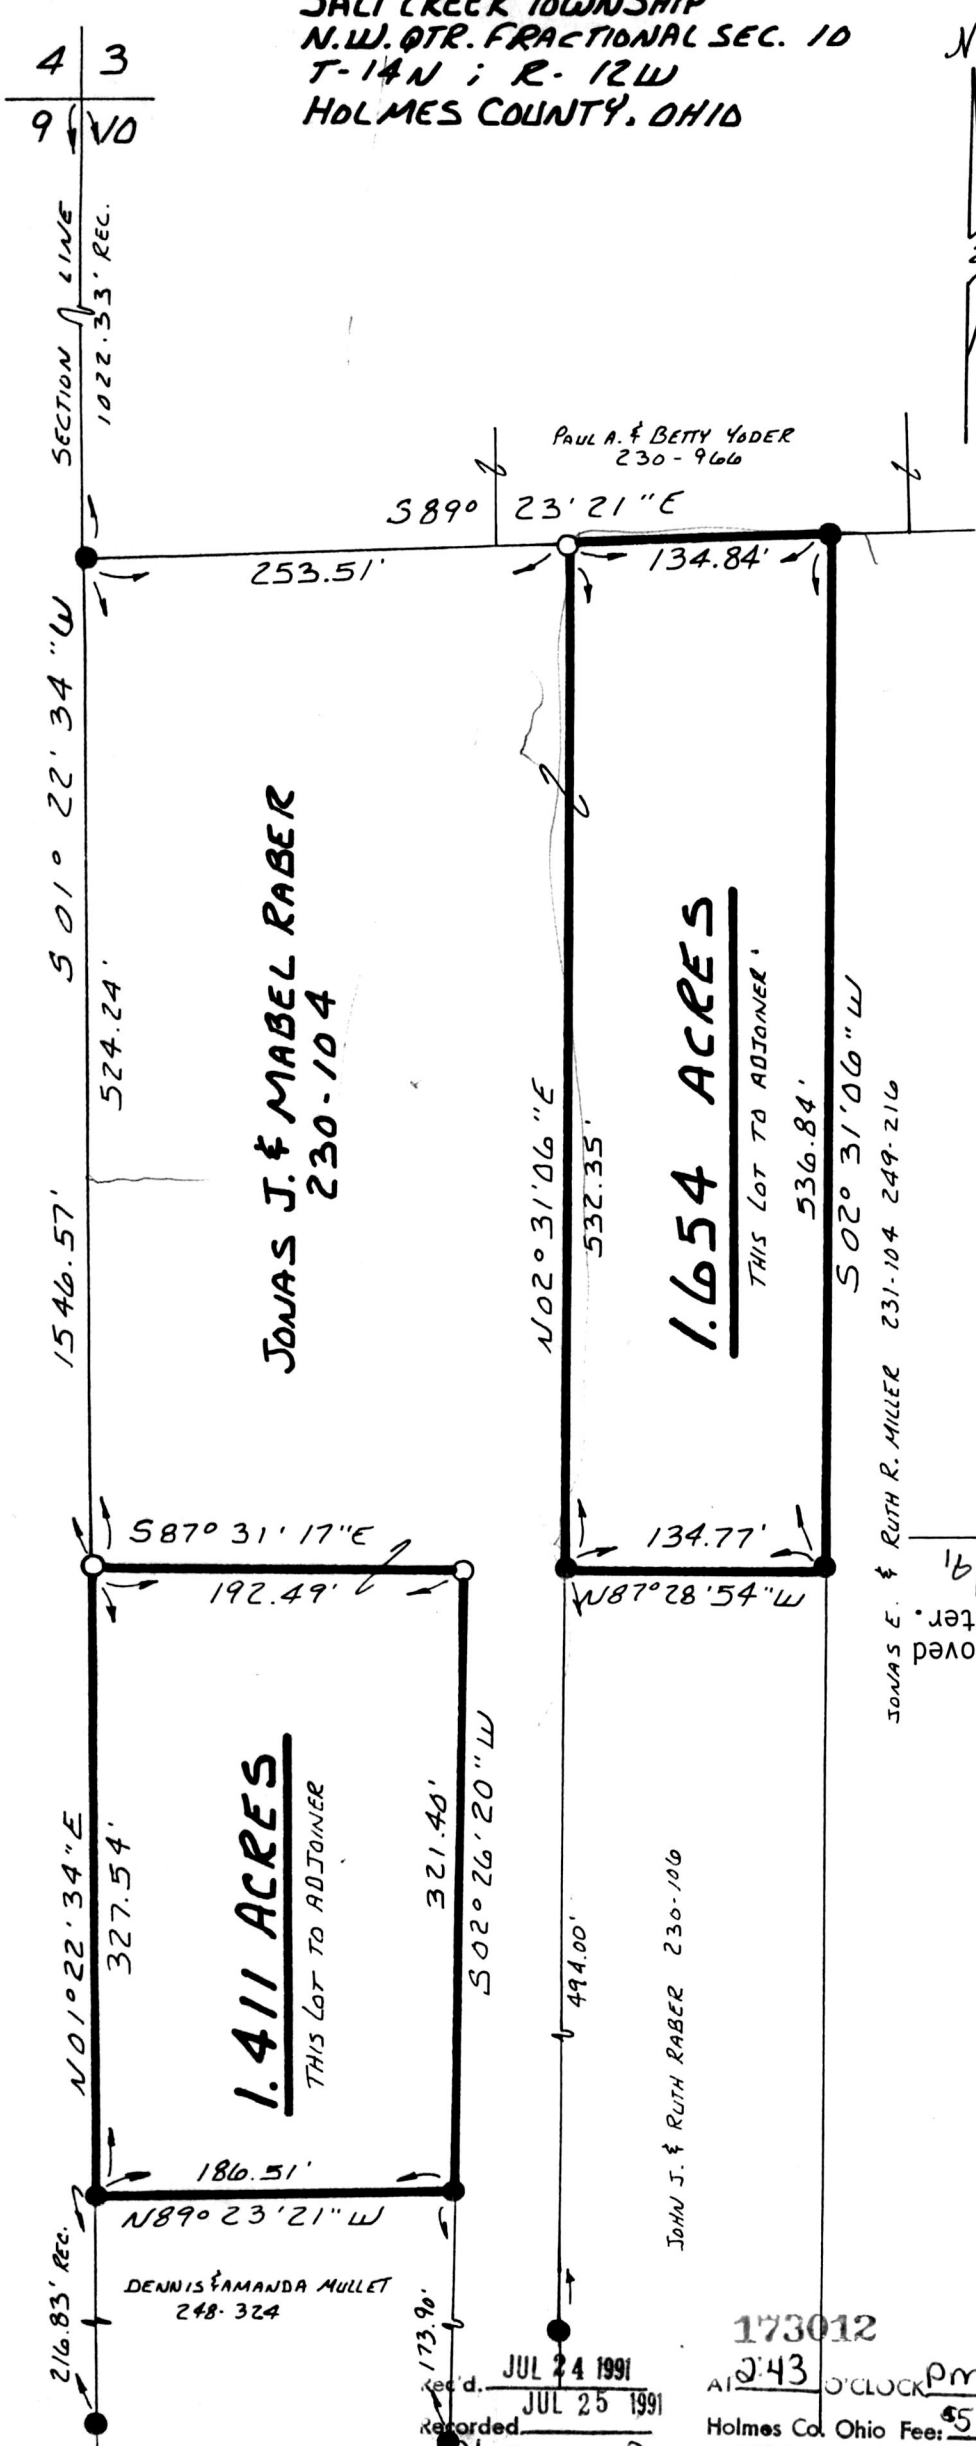 SALT CREEK TOWNSHIP
N.W. QTR. FRACTIONAL SEC. 10
T-14N ; R- 12W
HOLMES COUNTY, OHIO
N
4 3
9 10
SECTION LINE
1022.33' REC.
PAUL A. & BETTY YODER
230-966
S89° 23' 21"E
253.51'
134.84'
S 01° 22' 34"W
524.24'
1546.57'
JONAS J. & MABEL RABER
230-104
N02° 31'06"E
532.35'
1.654 ACRES
THIS LOT TO ADJOINER
536.84'
S 02° 31'06"W
JONAS E. & RUTH R. MILLER 231-104 249-216
S87° 31' 17"E
192.49'
134.77'
N87°28'54"W
N01°22'34"E
327.54'
1.411 ACRES
THIS LOT TO ADJOINER
S02°26'20"W
494.00'
JOHN J. & RUTH RABER 230-106
186.51'
N89° 23'21"W
216.83' REC.
DENNIS & AMANDA MULLET
248-324
173.90'
173012
Rec'd. JUL 24 1991 At 2:43 O'CLOCK PM
Recorded JUL 25 1991 Holmes Co. Ohio Fee: $5